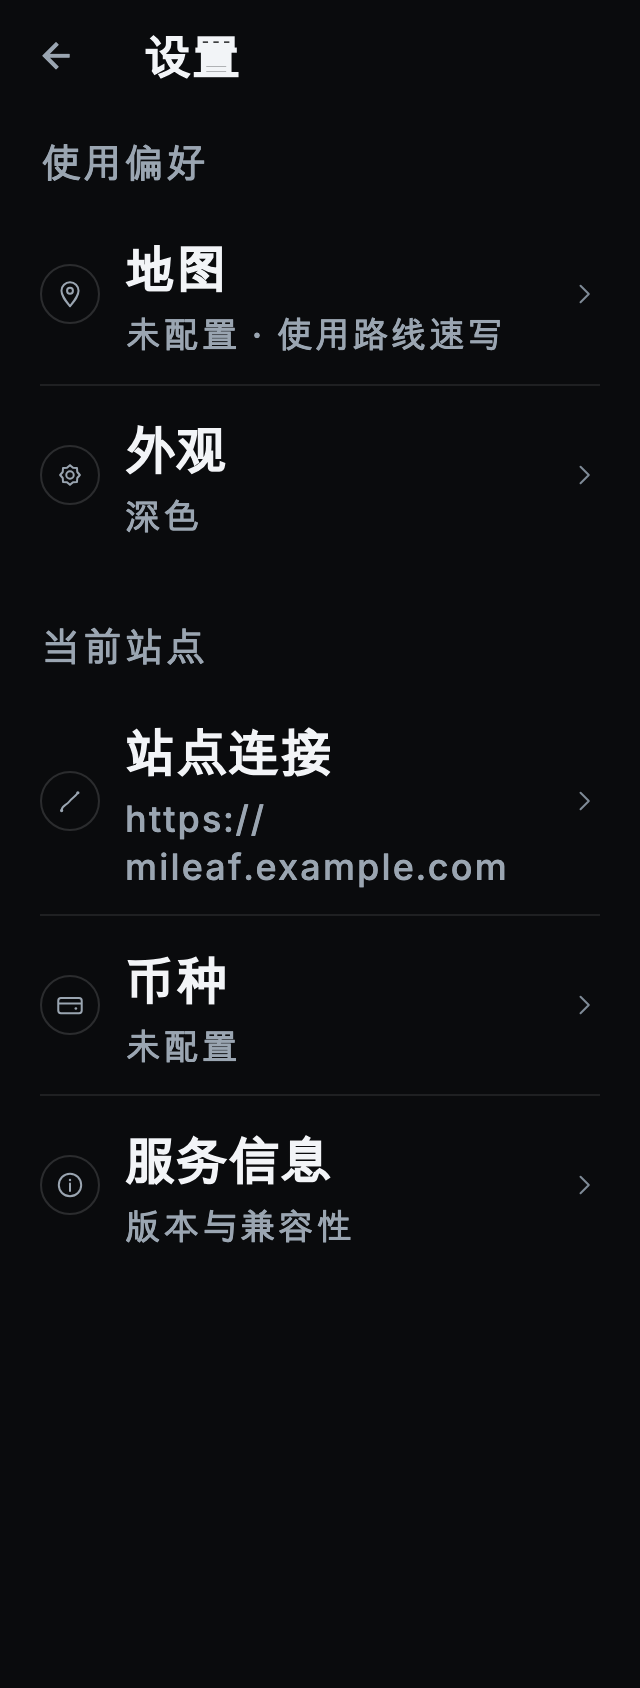 设置
使用偏好
地图
未配置 · 使用路线速写
外观
深色
当前站点
站点连接
https://
mileaf.example.com
币种
未配置
服务信息
版本与兼容性